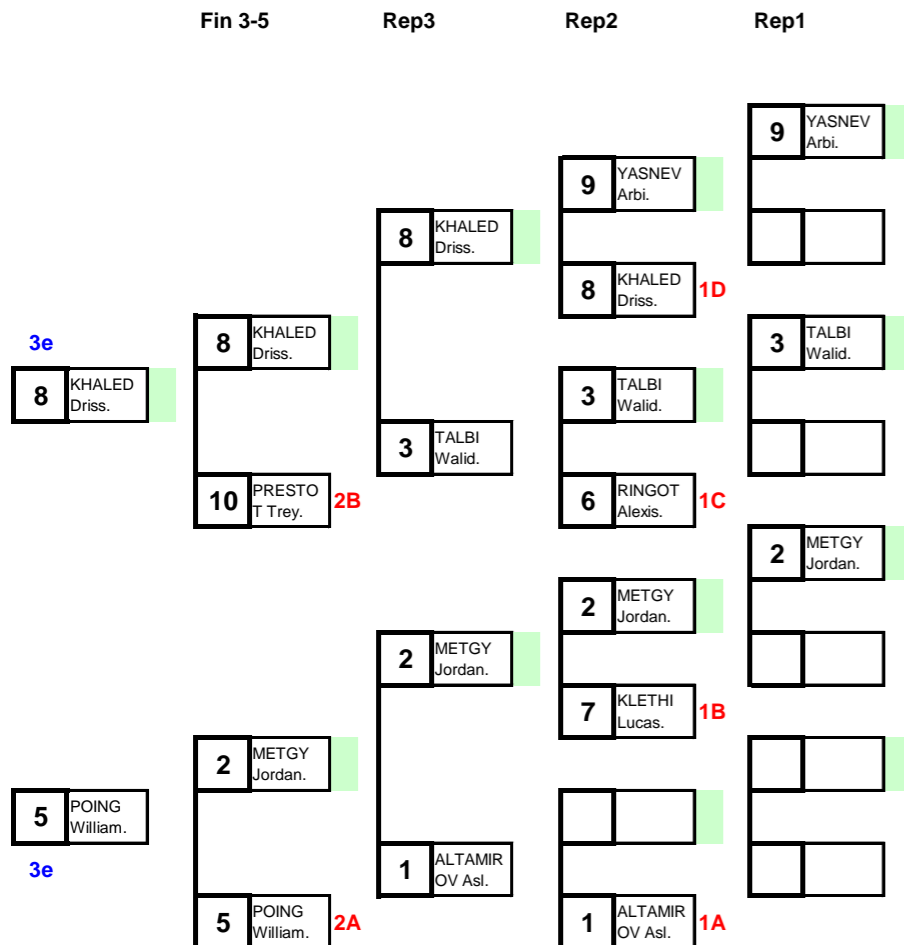 Fin 3-5 Rep3 Rep2 Rep1
9 YASNEV
Arbi.
9 YASNEV
Arbi.
8 KHALED
Driss.
8 KHALED
Driss. 1D
3e
8 KHALED
Driss.
3 TALBI
Walid.
8 KHALED
Driss.
3 TALBI
Walid.
3 TALBI
Walid.
10 PRESTO
T Trey. 2B
6 RINGOT
Alexis. 1C
2 METGY
Jordan.
2 METGY
Jordan.
2 METGY
Jordan.
7 KLETHI
Lucas. 1B
2 METGY
Jordan.
5 POING
William.
3e
1 ALTAMIR
OV Asl.
5 POING
William. 2A
1 ALTAMIR
OV Asl. 1A